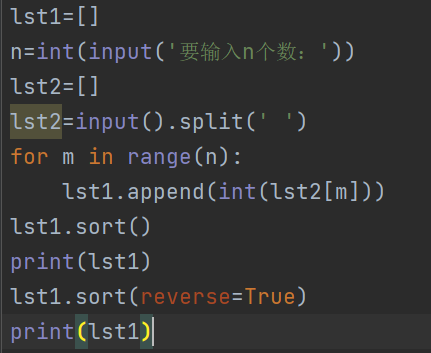 lst1=[]
n=int(input('要输入n个数：'))
lst2=[]
lst2=input().split(' ')
for m in range(n):
    lst1.append(int(lst2[m]))
lst1.sort()
print(lst1)
lst1.sort(reverse=True)
print(lst1)